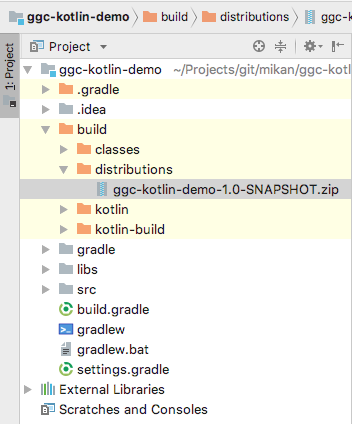 ggc-kotlin-demo build distributions ggc-k
1: Project
Project
ggc-kotlin-demo ~/Projects/git/mikan/ggc-kotl
.gradle
.idea
build
classes
distributions
ggc-kotlin-demo-1.0-SNAPSHOT.zip
kotlin
kotlin-build
gradle
libs
src
build.gradle
gradlew
gradlew.bat
settings.gradle
External Libraries
Scratches and Consoles